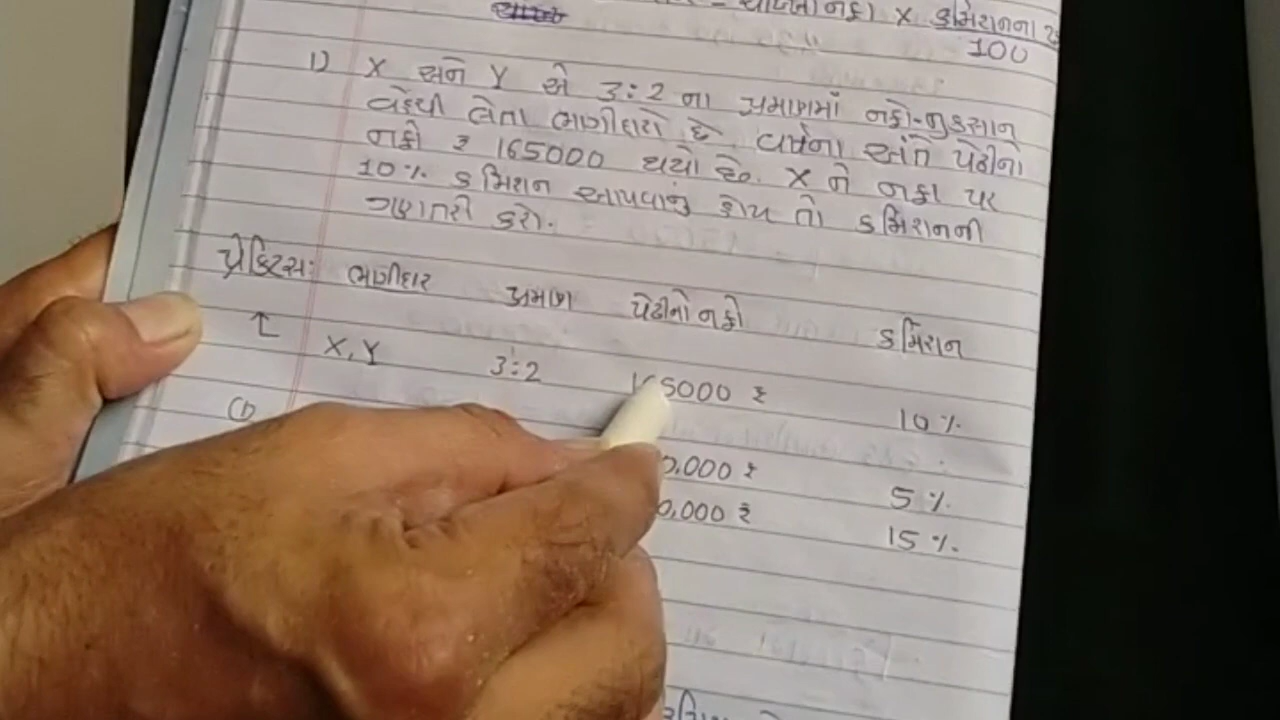 નફો × કમિશનના
100
1) X અને Y એ 3:2 ના પ્રમાણમાં નફો-નુકસાન
વહેંચી લેતા ભાગીદારો છે વર્ષના અંતે પેઢીનો
નફો ₹ 165000 થયો છે. X ને નફા પર
10% કમિશન આપવાનું હોય તો કમિશનની
ગણતરી કરો.
પ્રેક્ટિસ: ભાગીદાર પ્રમાણ પેઢીનો નફો કમિશન
X, Y 3:2 165000 ₹ 10%
(1)
0,000 ₹ 5%
0,000 ₹ 15%